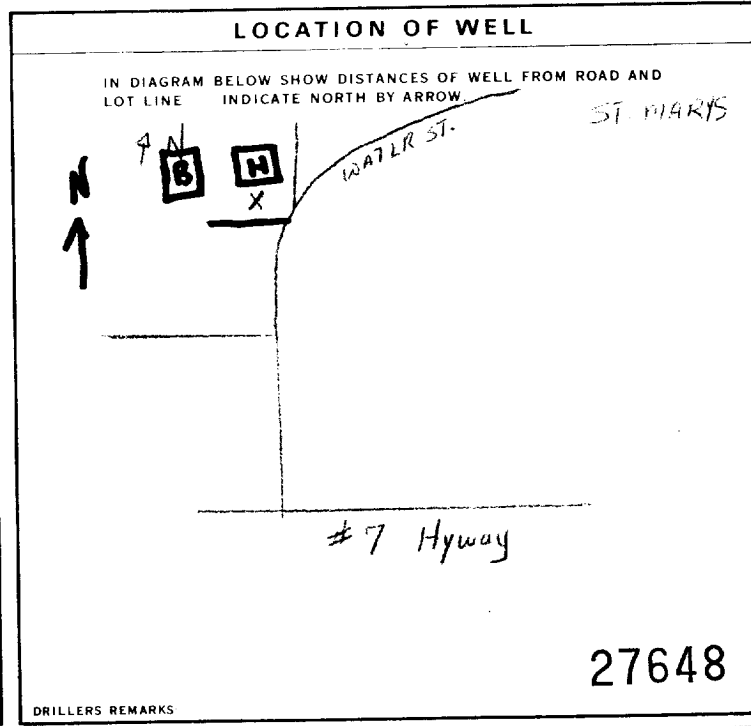 LOCATION OF WELL
IN DIAGRAM BELOW SHOW DISTANCES OF WELL FROM ROAD AND
LOT LINE INDICATE NORTH BY ARROW.
ST. MARYS
WATER ST.
N
N
B
H
X
#7 Hyway
27648
DRILLERS REMARKS